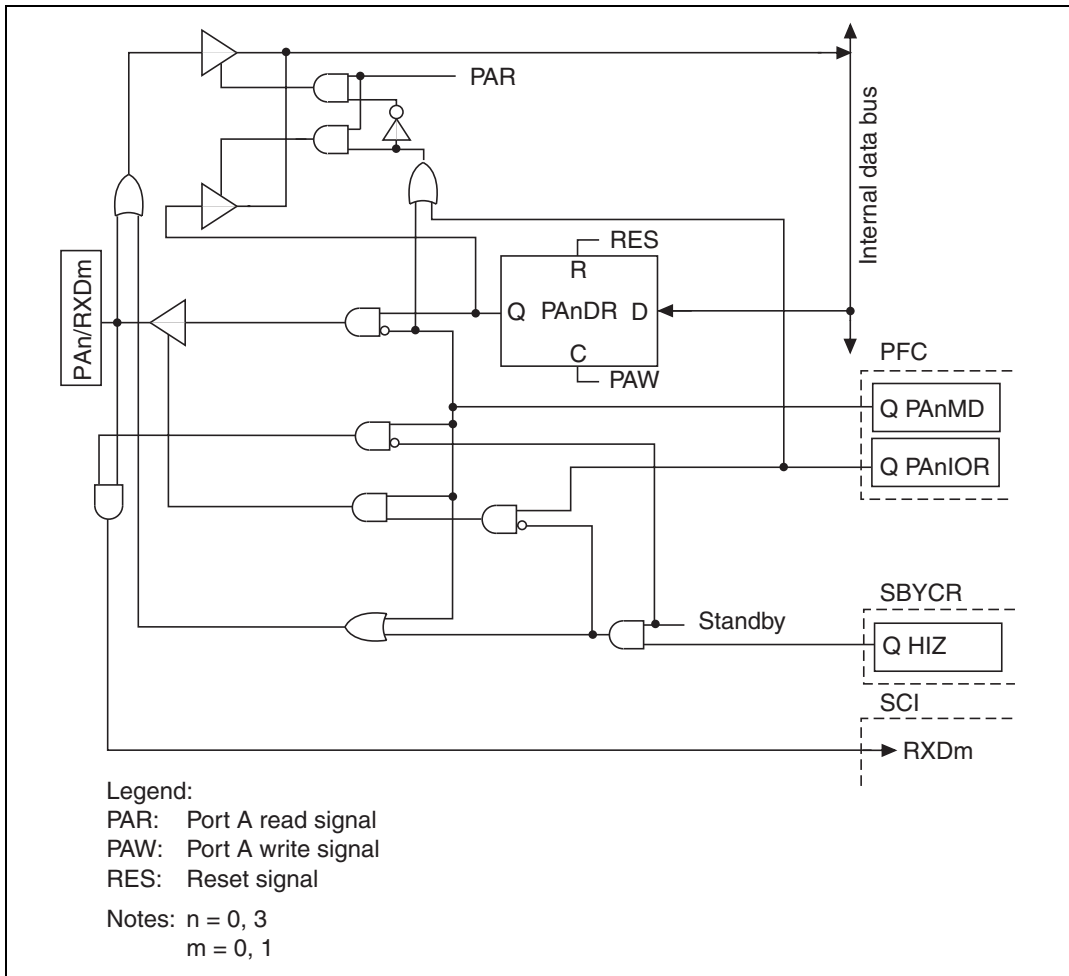 PAR
Internal data bus
RES
R
PAn/RXDm
Q PAnDR D
C
PAW
PFC
Q PAnMD
Q PAnIOR
SBYCR
Standby
Q HIZ
SCI
RXDm
Legend:
PAR: Port A read signal
PAW: Port A write signal
RES: Reset signal
Notes: n = 0, 3
m = 0, 1